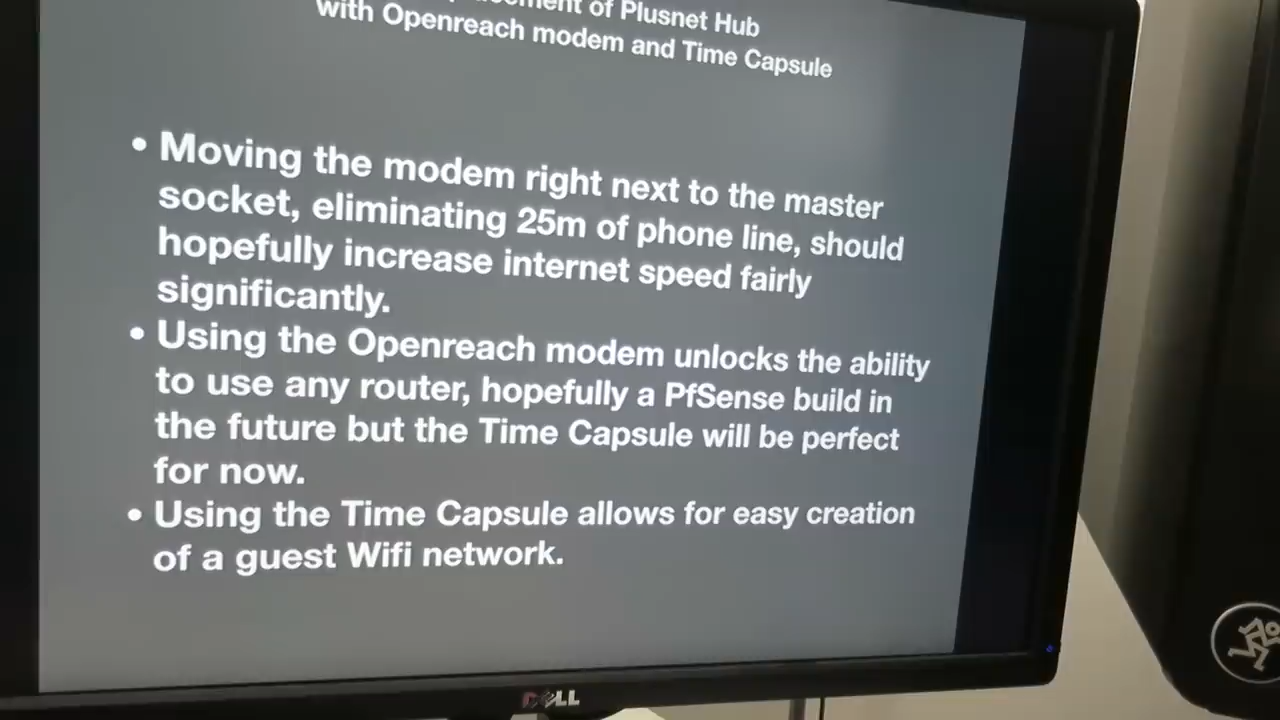 of Plusnet Hub
with Openreach modem and Time Capsule
• Moving the modem right next to the master
socket, eliminating 25m of phone line, should
hopefully increase internet speed fairly
significantly.
• Using the Openreach modem unlocks the ability
to use any router, hopefully a PfSense build in
the future but the Time Capsule will be perfect
for now.
• Using the Time Capsule allows for easy creation
of a guest Wifi network.
DELL